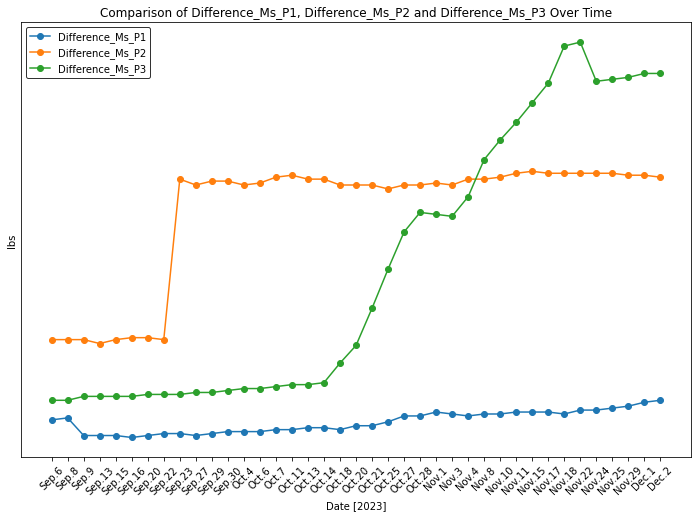 Comparison of Difference_Ms_P1, Difference_Ms_P2 and Difference_Ms_P3 Over Time
Difference_Ms_P1
Difference_Ms_P2
Difference_Ms_P3
lbs
Sep.6
Sep.8
Sep.9
Sep.13
Sep.15
Sep.16
Sep.20
Sep.22
Sep.23
Sep.27
Sep.29
Sep.30
Oct.4
Oct.6
Oct.7
Oct.11
Oct.13
Oct.14
Oct.18
Oct.20
Oct.21
Oct.25
Oct.27
Oct.28
Nov.1
Nov.3
Nov.4
Nov.8
Nov.10
Nov.11
Nov.15
Nov.17
Nov.18
Nov.22
Nov.24
Nov.25
Nov.29
Dec.1
Dec.2
Date [2023]